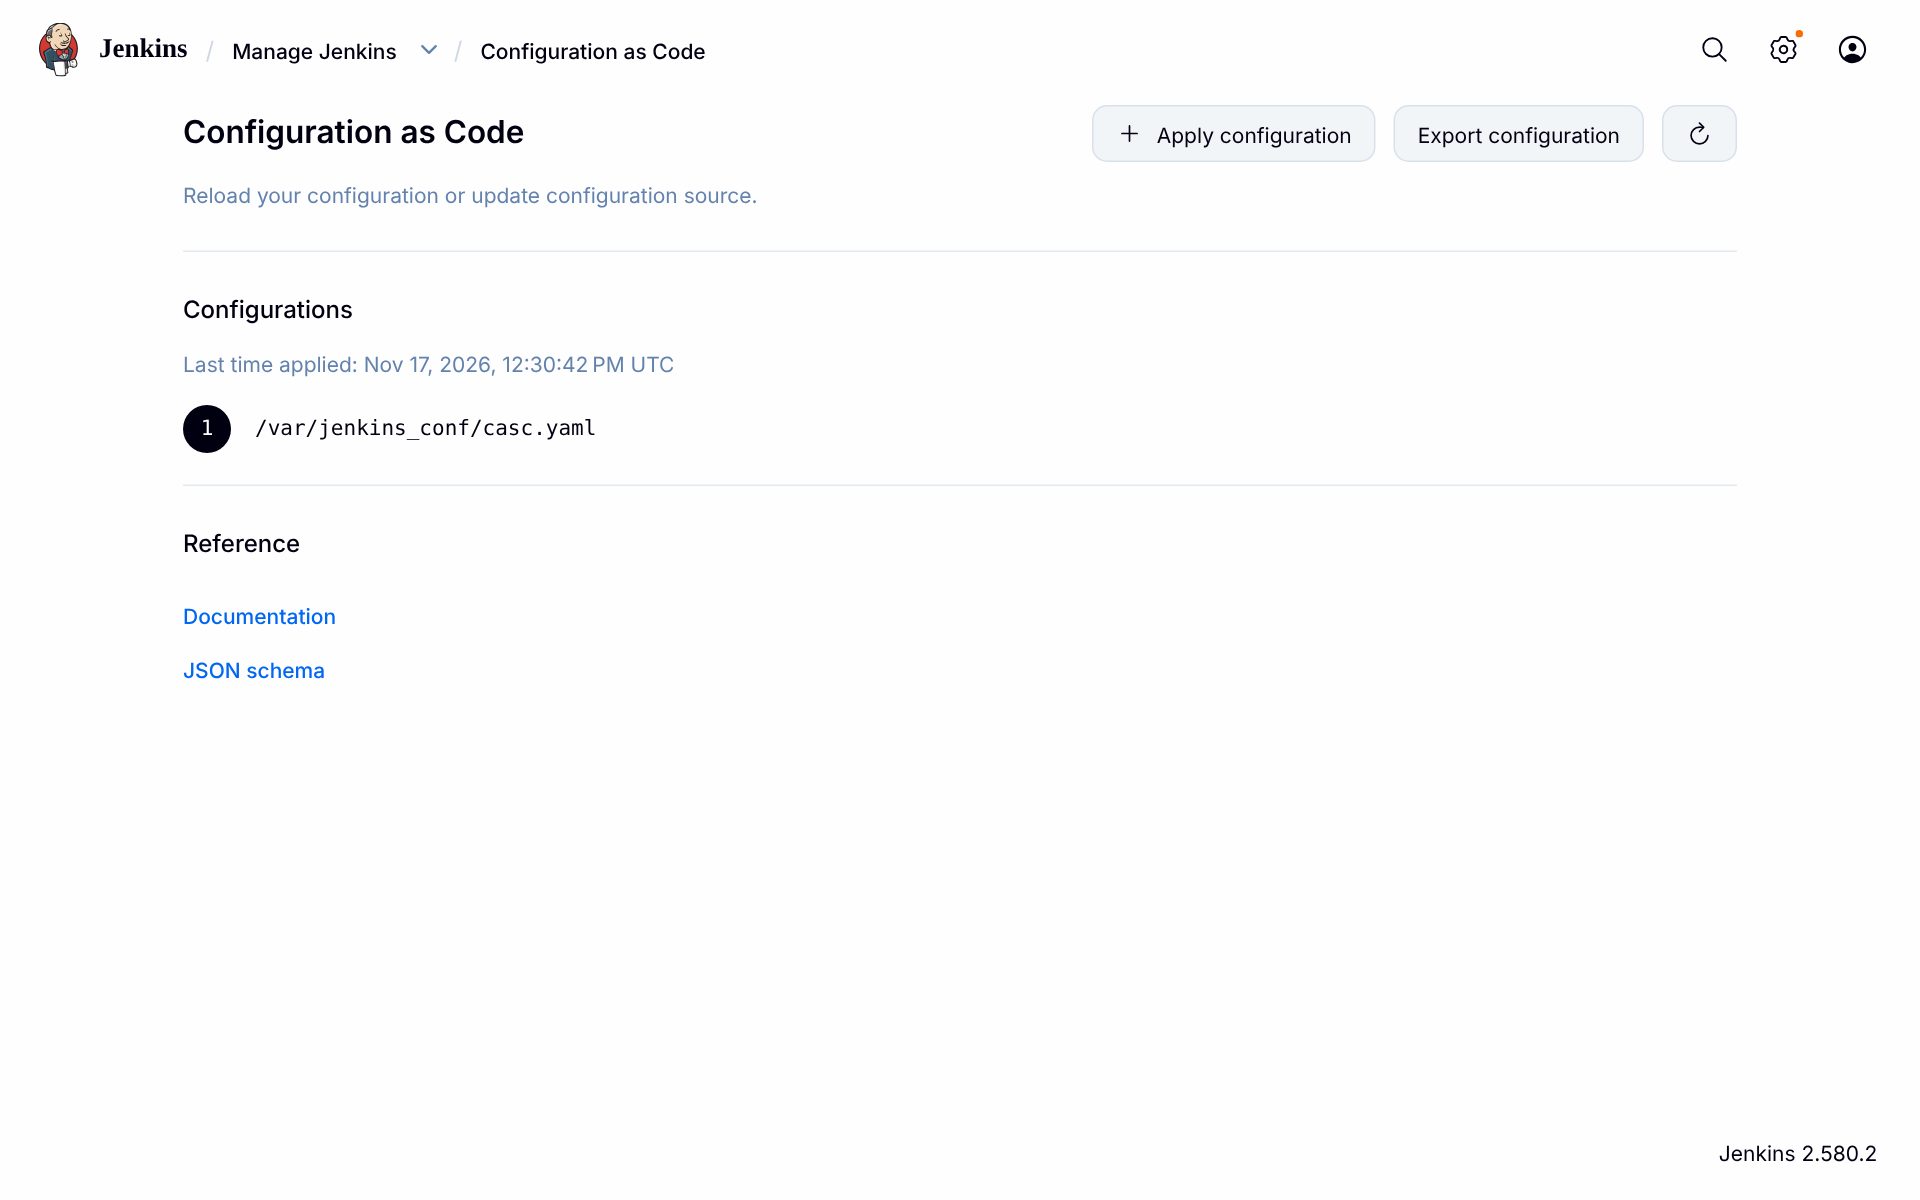 Jenkins / Manage Jenkins / Configuration as Code
Configuration as Code
Apply configuration
Export configuration
Reload your configuration or update configuration source.
Configurations
Last time applied: Nov 17, 2026, 12:30:42 PM UTC
1 /var/jenkins_conf/casc.yaml
Reference
Documentation
JSON schema
Jenkins 2.580.2